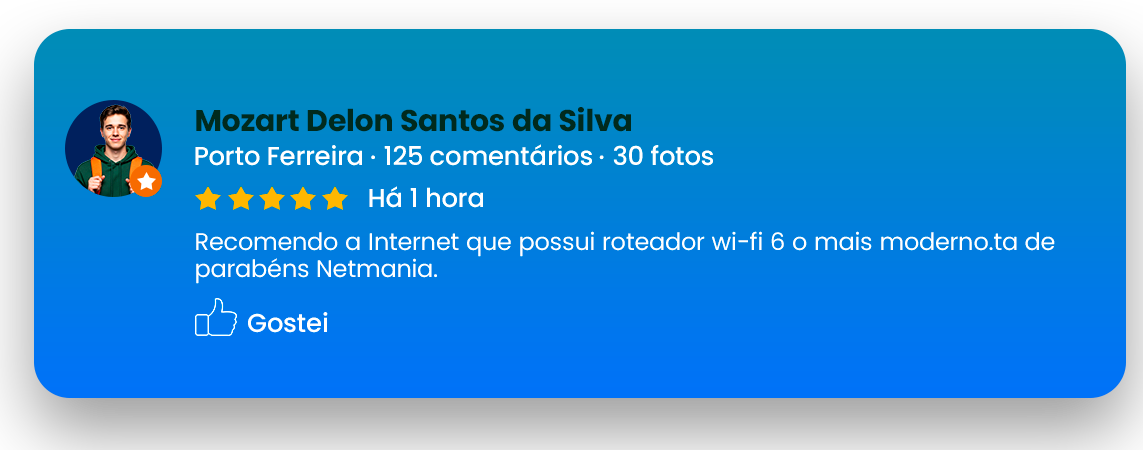 Mozart Delon Santos da Silva
Porto Ferreira · 125 comentários · 30 fotos
Há 1 hora
Recomendo a Internet que possui roteador wi-fi 6 o mais moderno.ta de
parabéns Netmania.
Gostei